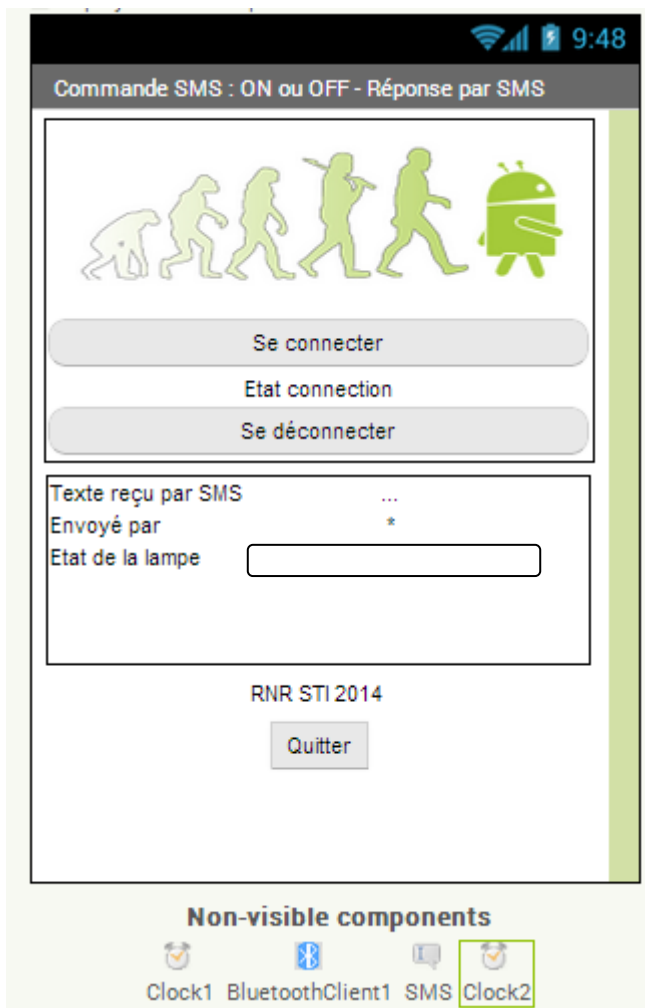 9:48
Commande SMS : ON ou OFF - Réponse par SMS
Se connecter
Etat connection
Se déconnecter
Texte reçu par SMS ...
Envoyé par *
Etat de la lampe
RNR STI 2014
Quitter
Non-visible components
Clock1 BluetoothClient1 SMS Clock2